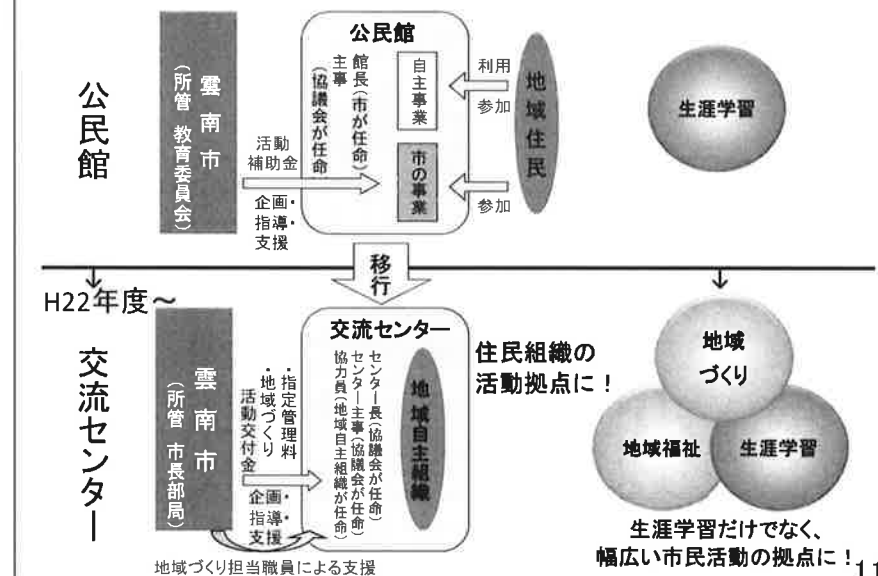 公民館
雲南市
(所管 教育委員会)
活動
補助金
企画・
指導・
支援
公民館
館長(市が任命)
主事
(協議会が任命)
自主事業
市の事業
利用
参加
参加
地域住民
生涯学習
移行
H22年度～
交流センター
雲南市
(所管 市長部局)
・指定管理料
・地域づくり
活動交付金
企画・
指導・
支援
地域づくり担当職員による支援
交流センター
センター長(協議会が任命)
センター主事(協議会が任命)
協力員(地域自主組織が任命)
地域自主組織
住民組織の
活動拠点に！
地域
づくり
地域福祉
生涯学習
生涯学習だけでなく、
幅広い市民活動の拠点に！
11